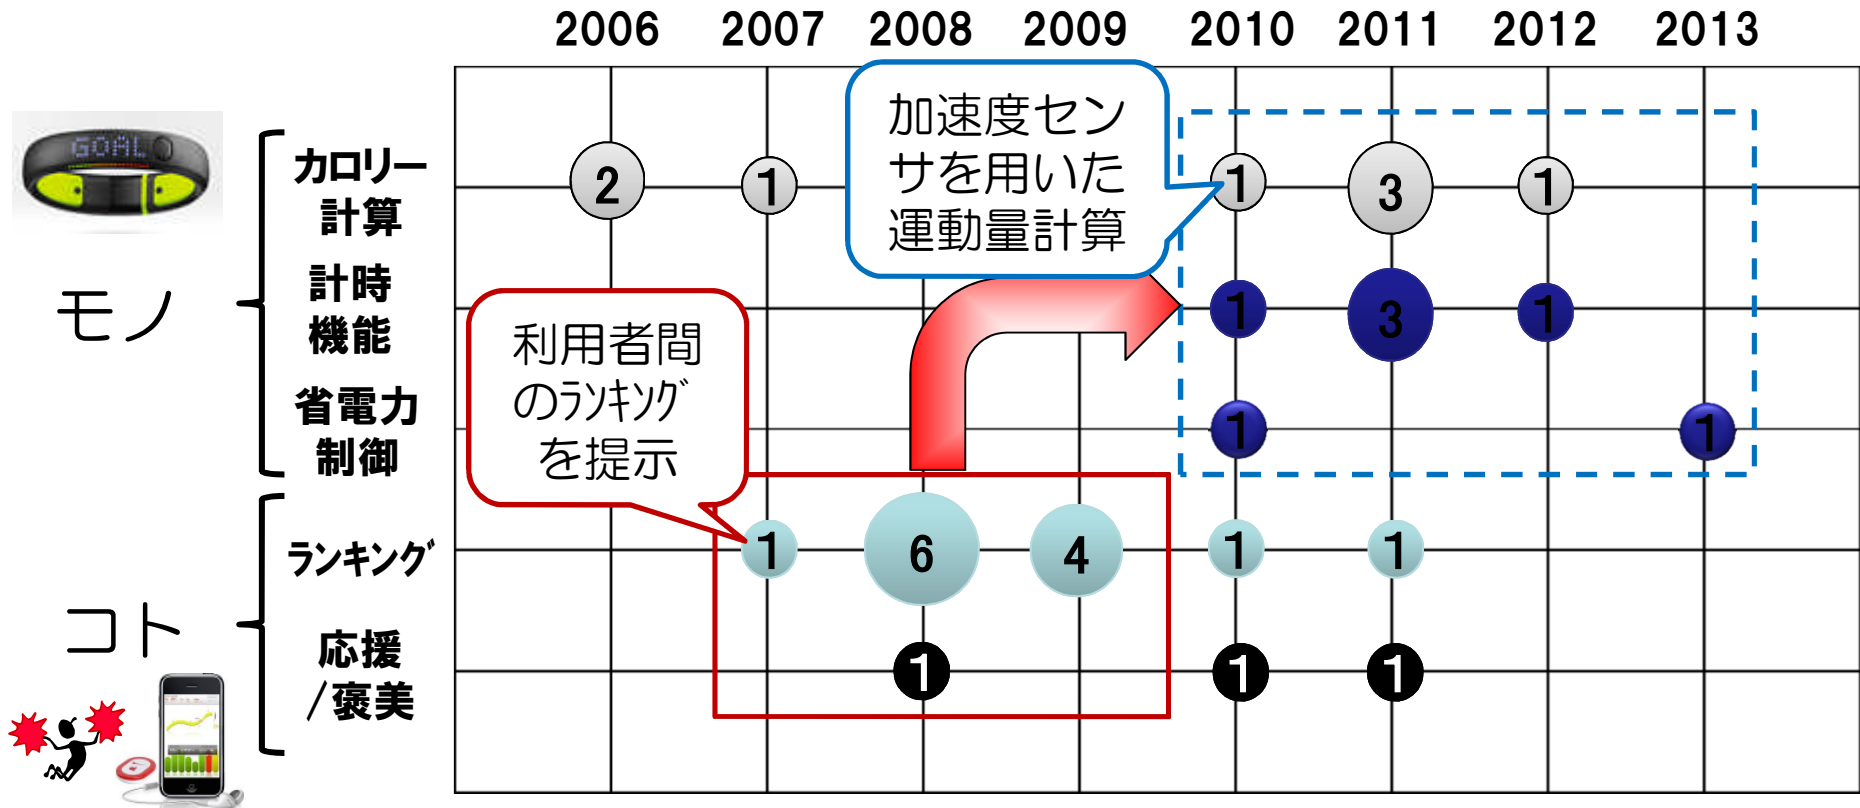 2006 2007 2008 2009 2010 2011 2012 2013
加速度セン
サを用いた
運動量計算
GOAL
カロリー
計算
2 1 1 3 1
モノ
計時
機能
1 3 1
利用者間
のランキング
を提示
省電力
制御
1 1
ランキング
1 6 4 1 1
コト
応援
/褒美
1 1 1